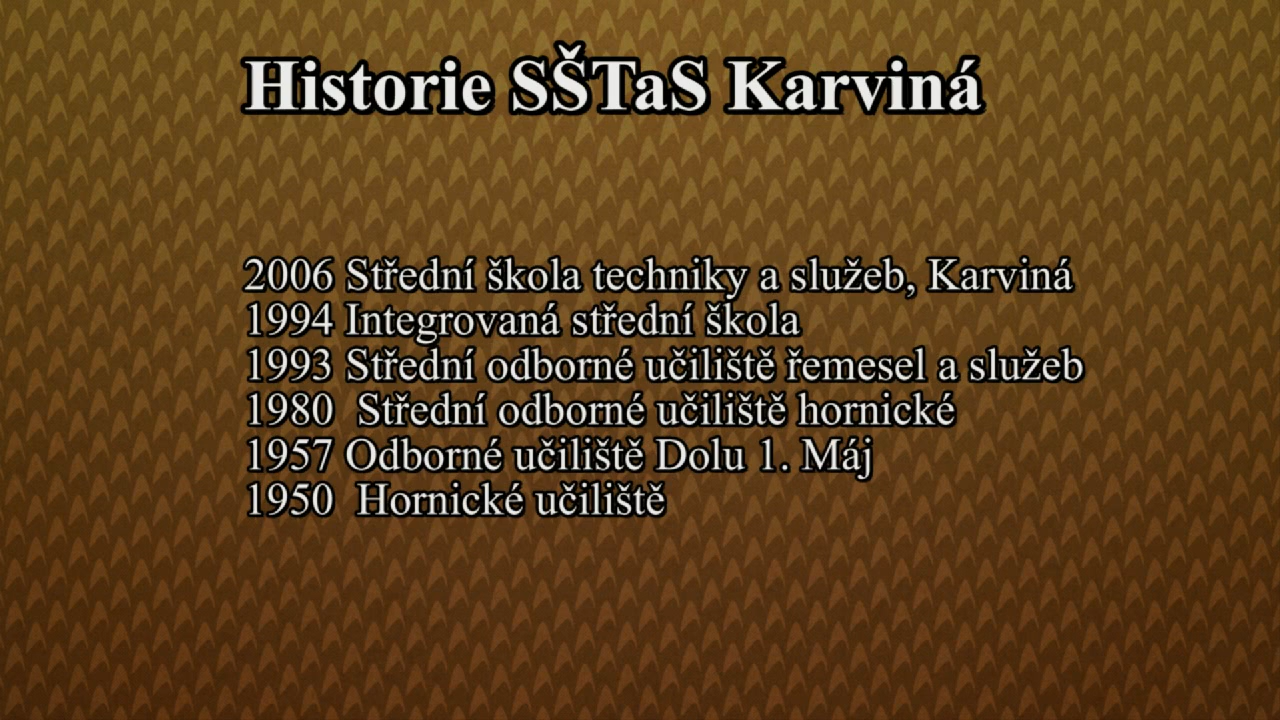 Historie SŠTaS Karviná
2006 Střední škola techniky a služeb, Karviná
1994 Integrovaná střední škola
1993 Střední odborné učiliště řemesel a služeb
1980  Střední odborné učiliště hornické
1957 Odborné učiliště Dolu 1. Máj
1950  Hornické učiliště